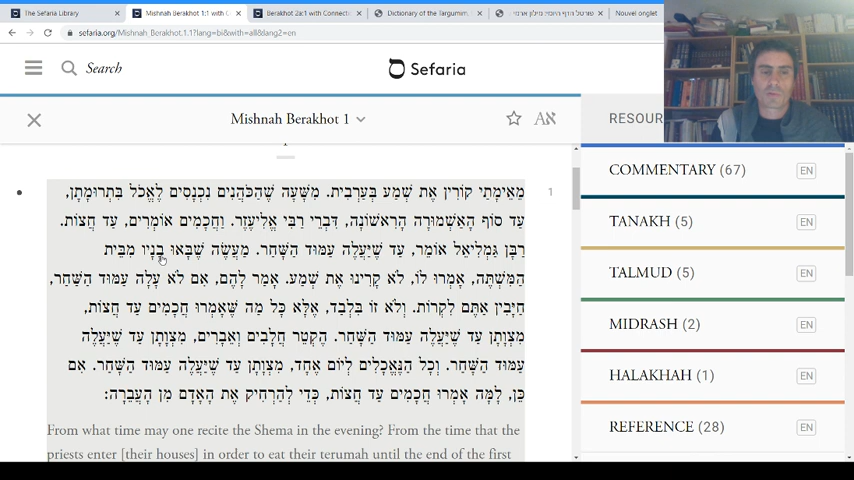 The Sefaria Library
Mishnah Berakhot 1:1 with C
Berakhot 2a:1 with Connecti
Dictionary of the Targumim,
Nouvel onglet
sefaria.org/Mishnah_Berakhot.1.1?lang=bi&with=all&lang2=en
Search
Sefaria
Mishnah Berakhot 1
RESOUR
מֵאֵימָתַי קוֹרִין אֶת שְׁמַע בְּעַרְבִית. מִשָּׁעָה שֶׁהַכֹּהֲנִים נִכְנָסִים לֶאֱכֹל בִּתְרוּמָתָן,
עַד סוֹף הָאַשְׁמוּרָה הָרִאשׁוֹנָה, דִּבְרֵי רַבִּי אֱלִיעֶזֶר. וַחֲכָמִים אוֹמְרִים, עַד חֲצוֹת.
רַבָּן גַּמְלִיאֵל אוֹמֵר, עַד שֶׁיַּעֲלֶה עַמּוּד הַשָּׁחַר. מַעֲשֶׂה שֶׁבָּאוּ בָנָיו מִבֵּית
הַמִּשְׁתֶּה, אָמְרוּ לוֹ, לֹא קָרִינוּ אֶת שְׁמַע. אָמַר לָהֶם, אִם לֹא עָלָה עַמּוּד הַשַּׁחַר,
חַיָּבִין אַתֶּם לִקְרוֹת. וְלֹא זוֹ בִּלְבַד, אֶלָּא כָּל מַה שֶּׁאָמְרוּ חֲכָמִים עַד חֲצוֹת,
מִצְוָתָן עַד שֶׁיַּעֲלֶה עַמּוּד הַשָּׁחַר. הֶקְטֵר חֲלָבִים וְאֵבָרִים, מִצְוָתָן עַד שֶׁיַּעֲלֶה
עַמּוּד הַשָּׁחַר. וְכָל הַנֶּאֱכָלִים לְיוֹם אֶחָד, מִצְוָתָן עַד שֶׁיַּעֲלֶה עַמּוּד הַשָּׁחַר. אִם
כֵּן, לָמָּה אָמְרוּ חֲכָמִים עַד חֲצוֹת, כְּדֵי לְהַרְחִיק אֶת הָאָדָם מִן הָעֲבֵרָה:
1
From what time may one recite the Shema in the evening? From the time that the
priests enter [their houses] in order to eat their terumah until the end of the first
COMMENTARY (67) EN
TANAKH (5) EN
TALMUD (5) EN
MIDRASH (2) EN
HALAKHAH (1) EN
REFERENCE (28) EN